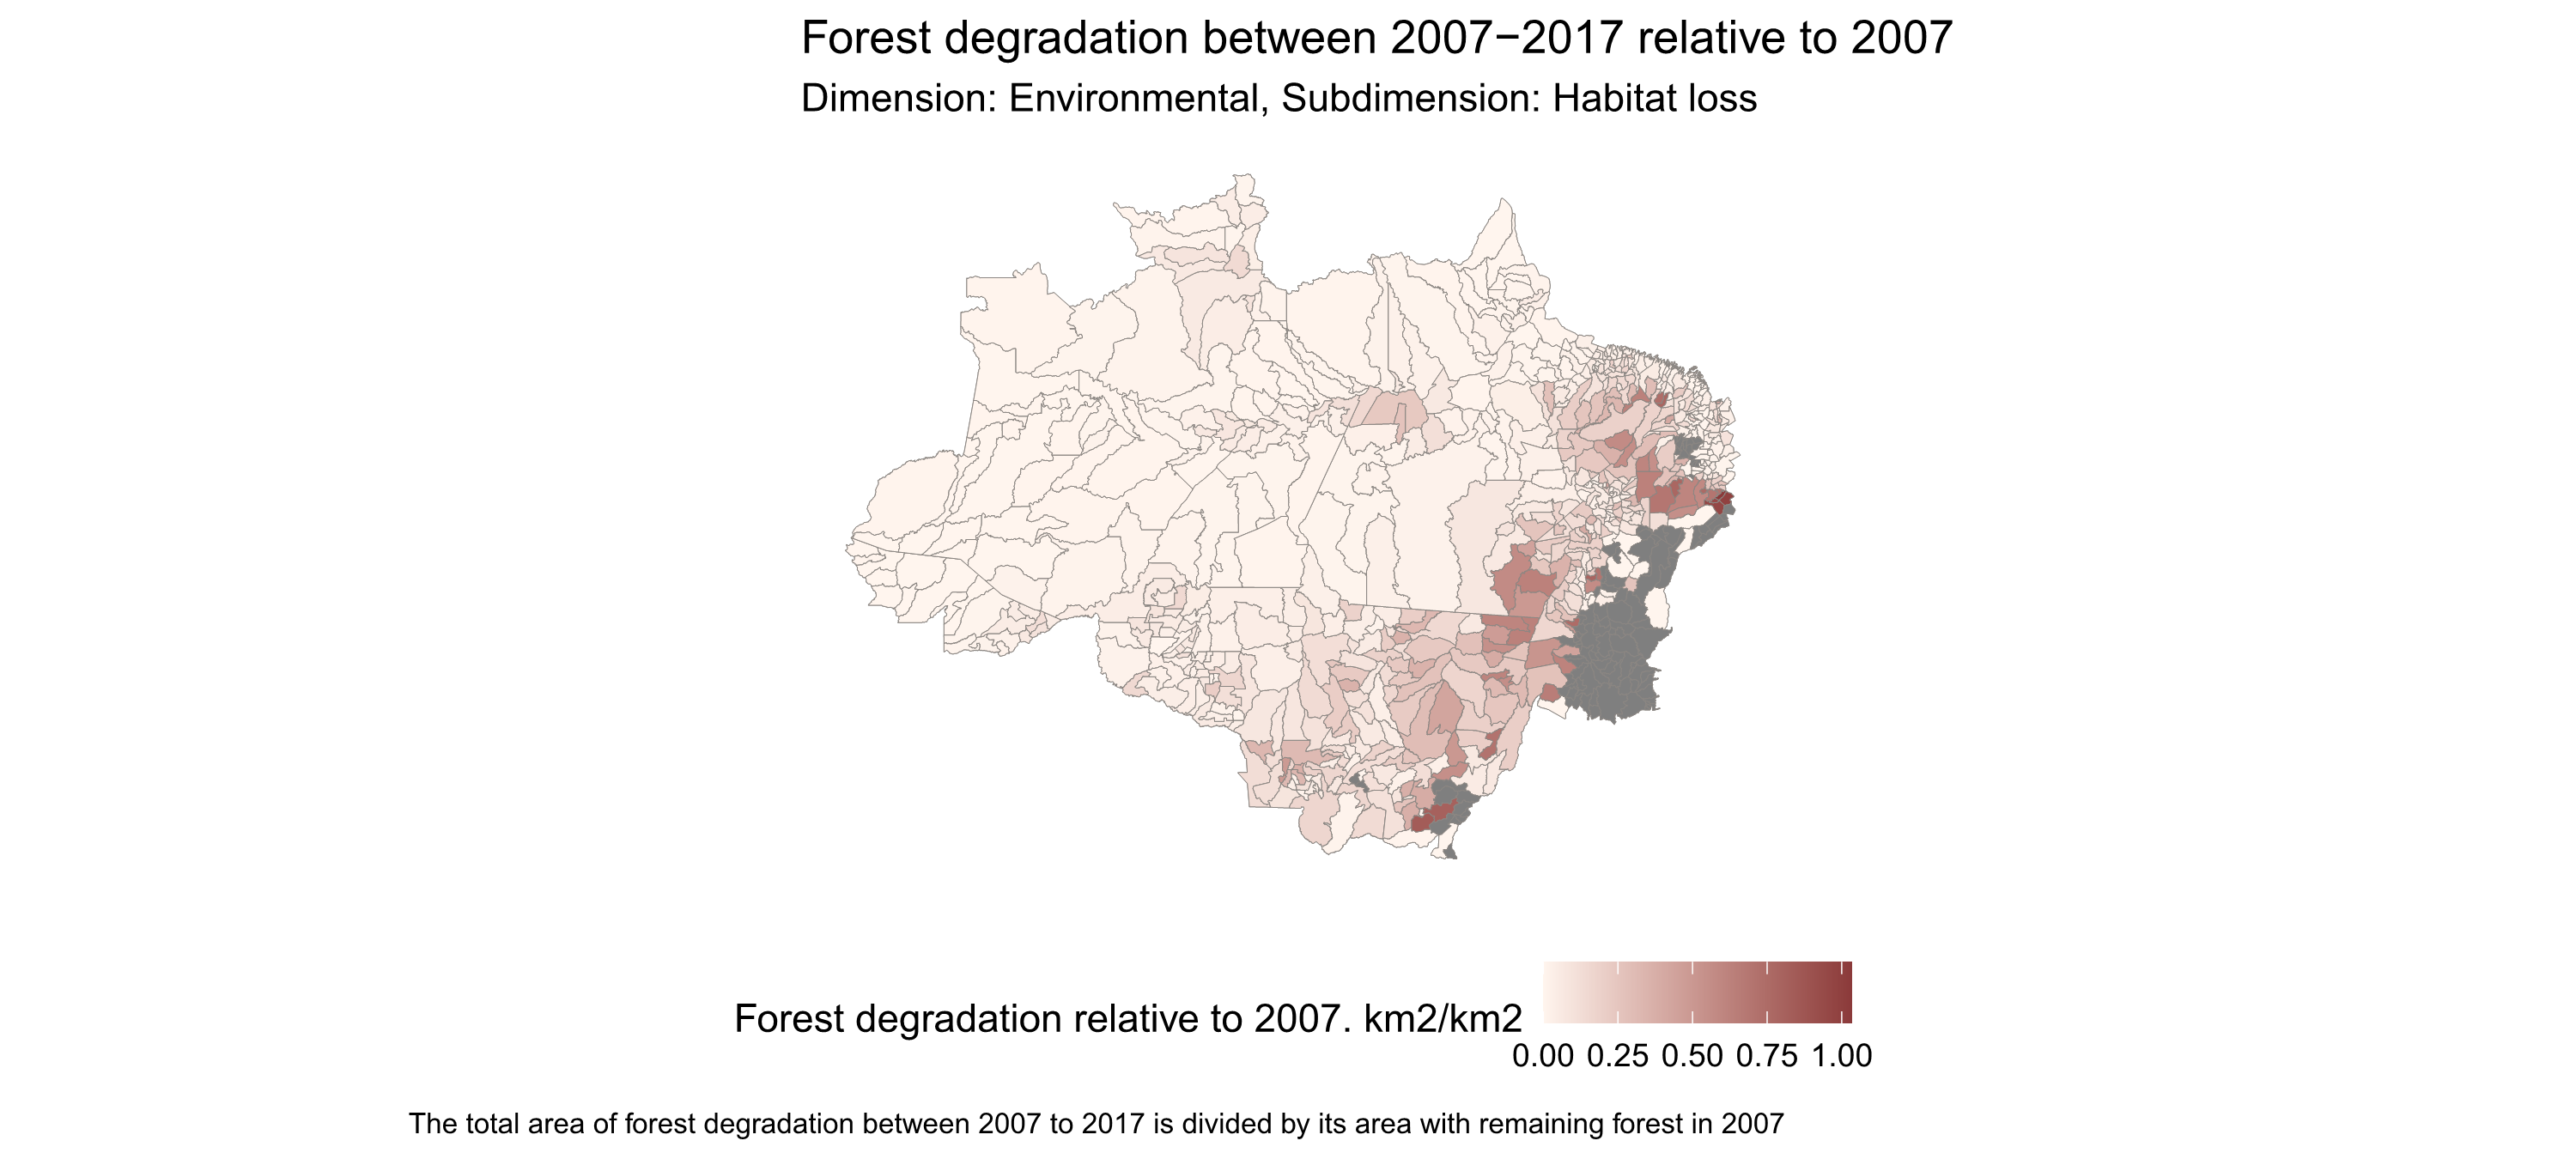 Forest degradation between 2007−2017 relative to 2007
Dimension: Environmental, Subdimension: Habitat loss
Forest degradation relative to 2007. km2/km2
0.00 0.25 0.50 0.75 1.00
The total area of forest degradation between 2007 to 2017 is divided by its area with remaining forest in 2007